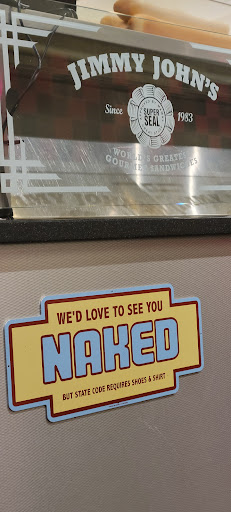 JIMMY JOHN'S
Since
SUPER
SEAL
1983
WORLD'S GREATEST
GOURMET SANDWICHES
WE'D LOVE TO SEE YOU
NAKED
BUT STATE CODE REQUIRES SHOES & SHIRT